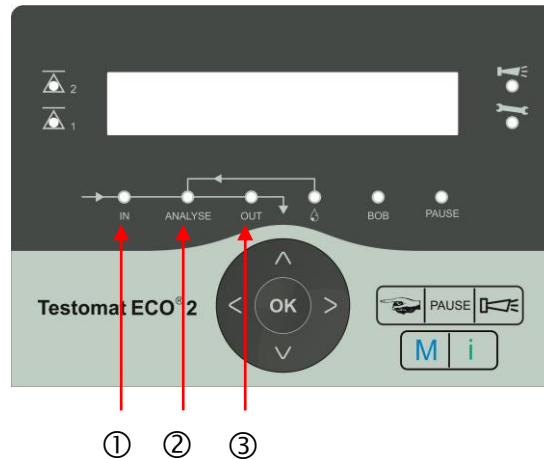 2
1
IN ANALYSE OUT BOB PAUSE
Testomat ECO® 2
< OK >
PAUSE
M i
① ② ③